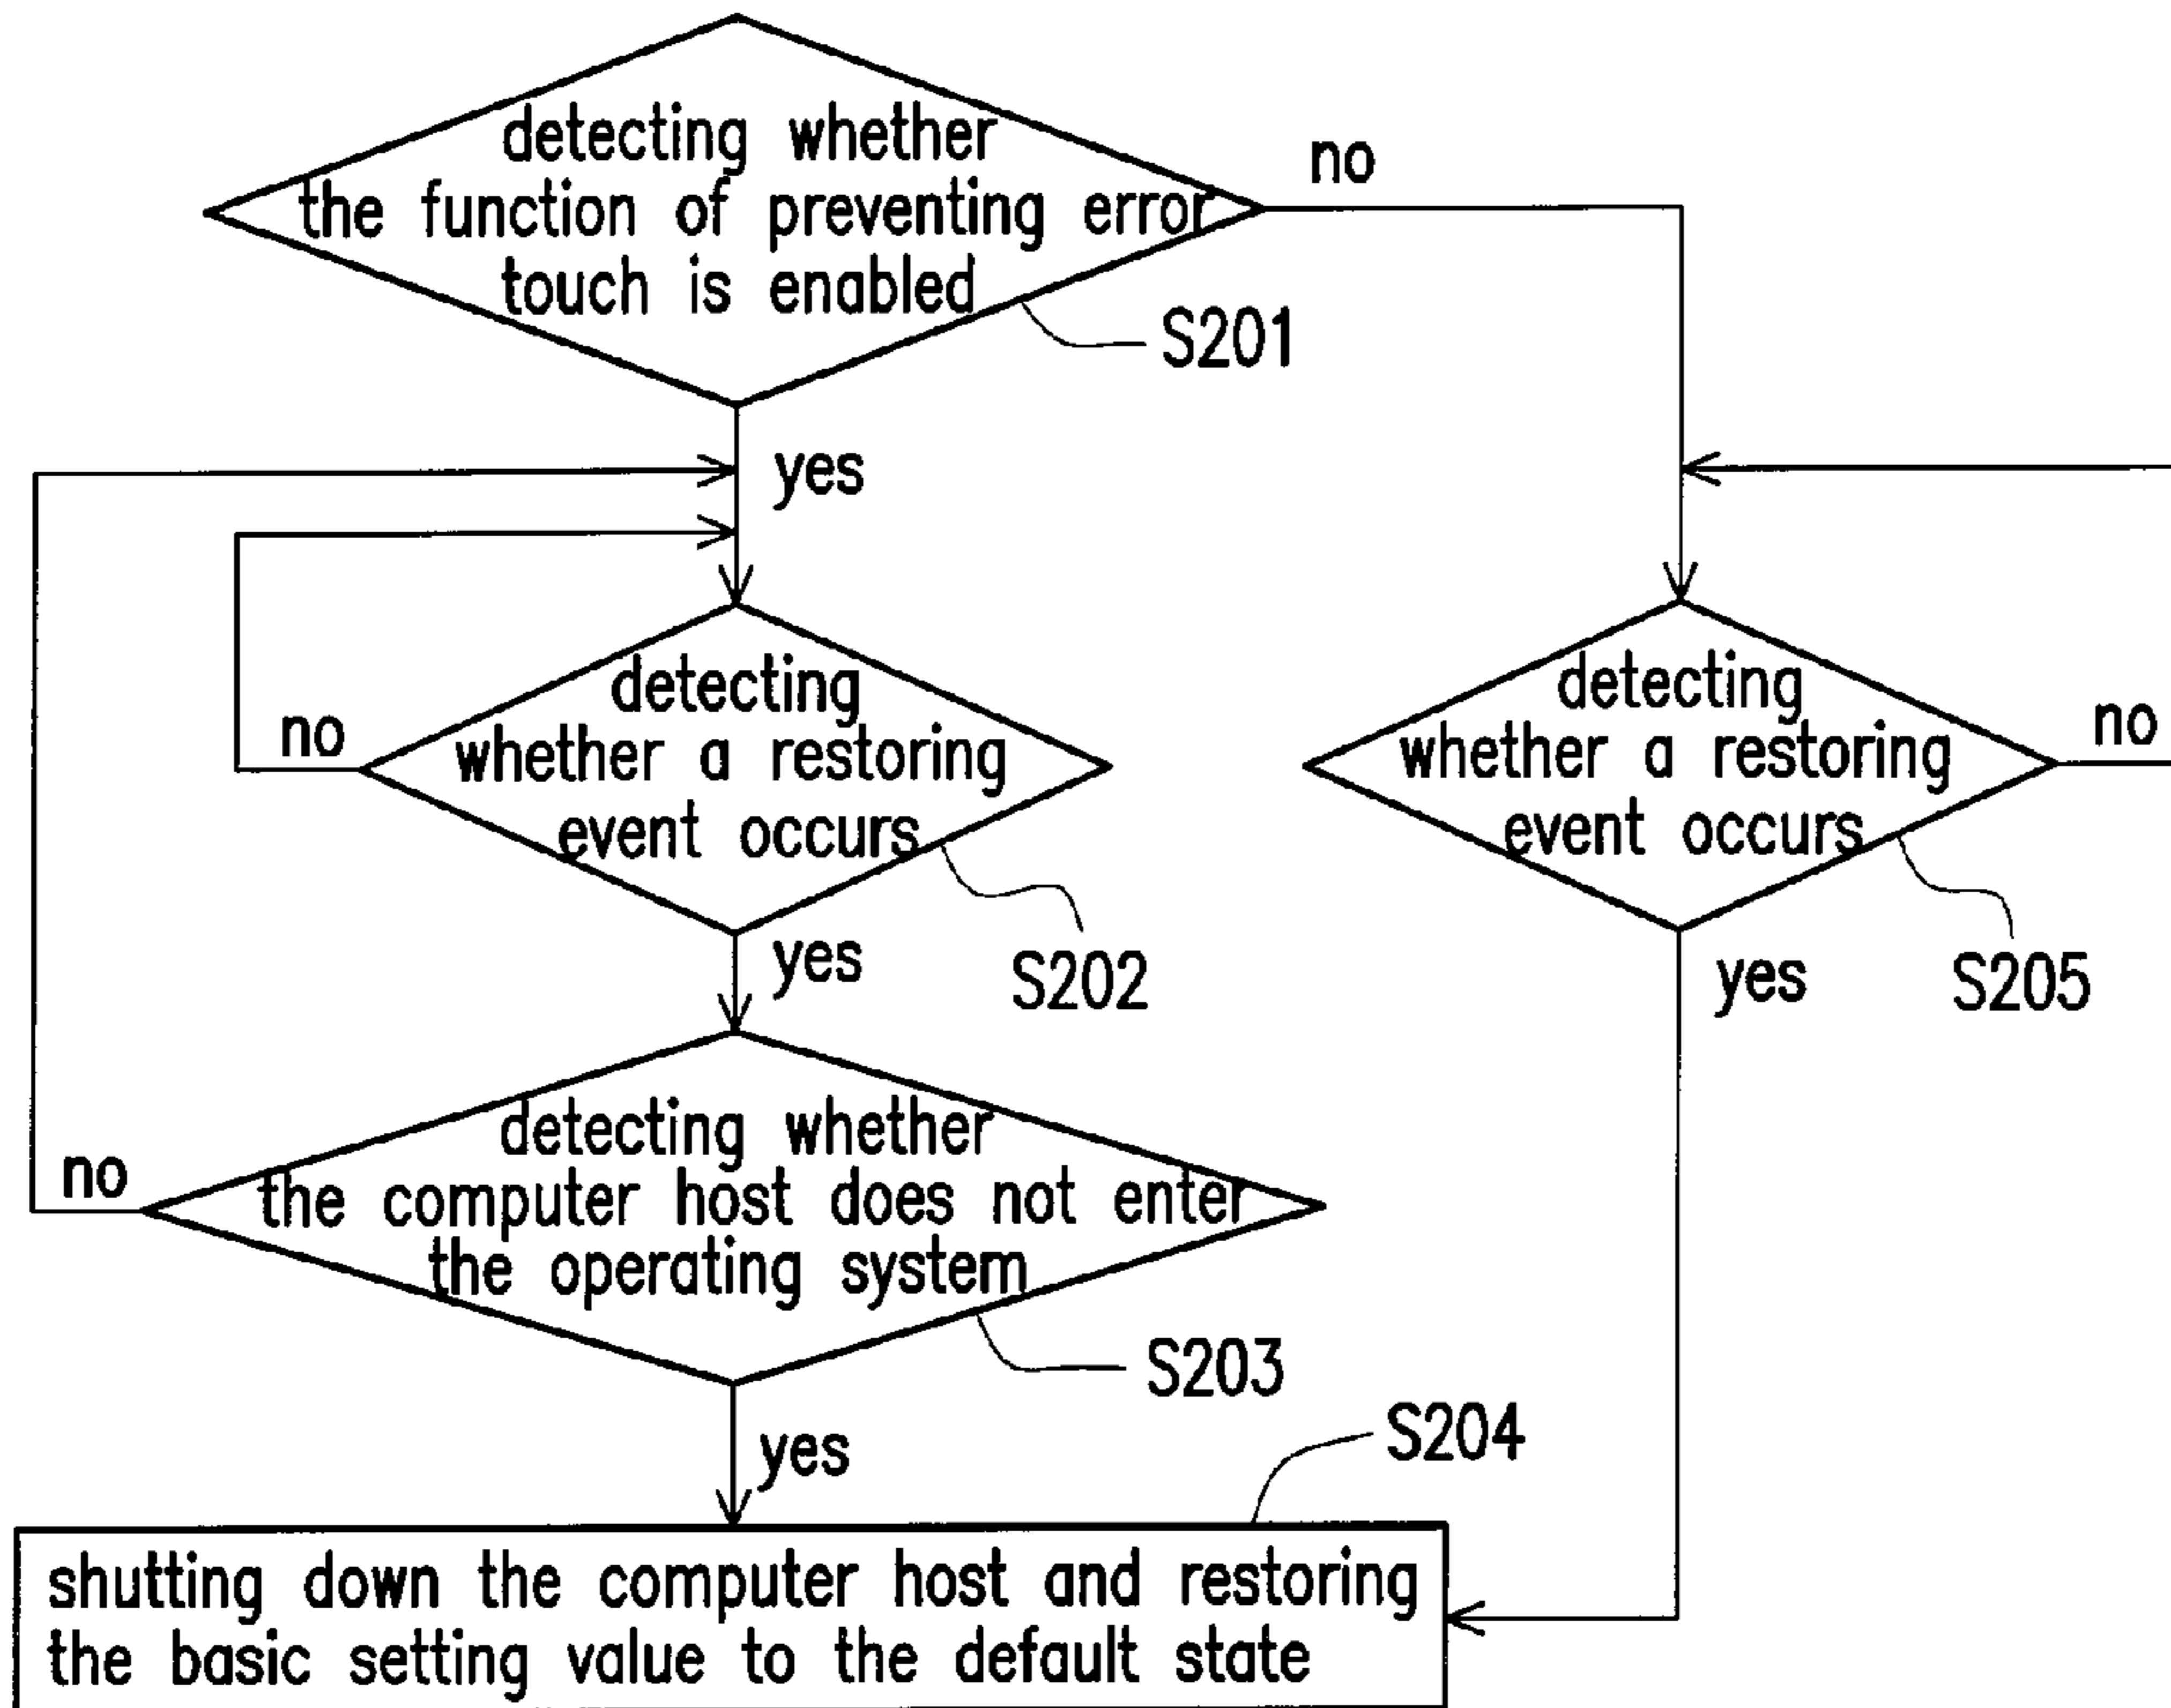 detecting whether
the function of preventing error
touch is enabled
no
S201
yes
detecting
whether a restoring
event occurs
no
S202
yes
detecting
whether a restoring
event occurs
no
S205
yes
detecting whether
the computer host does not enter
the operating system
no
S203
yes
S204
shutting down the computer host and restoring
the basic setting value to the default state